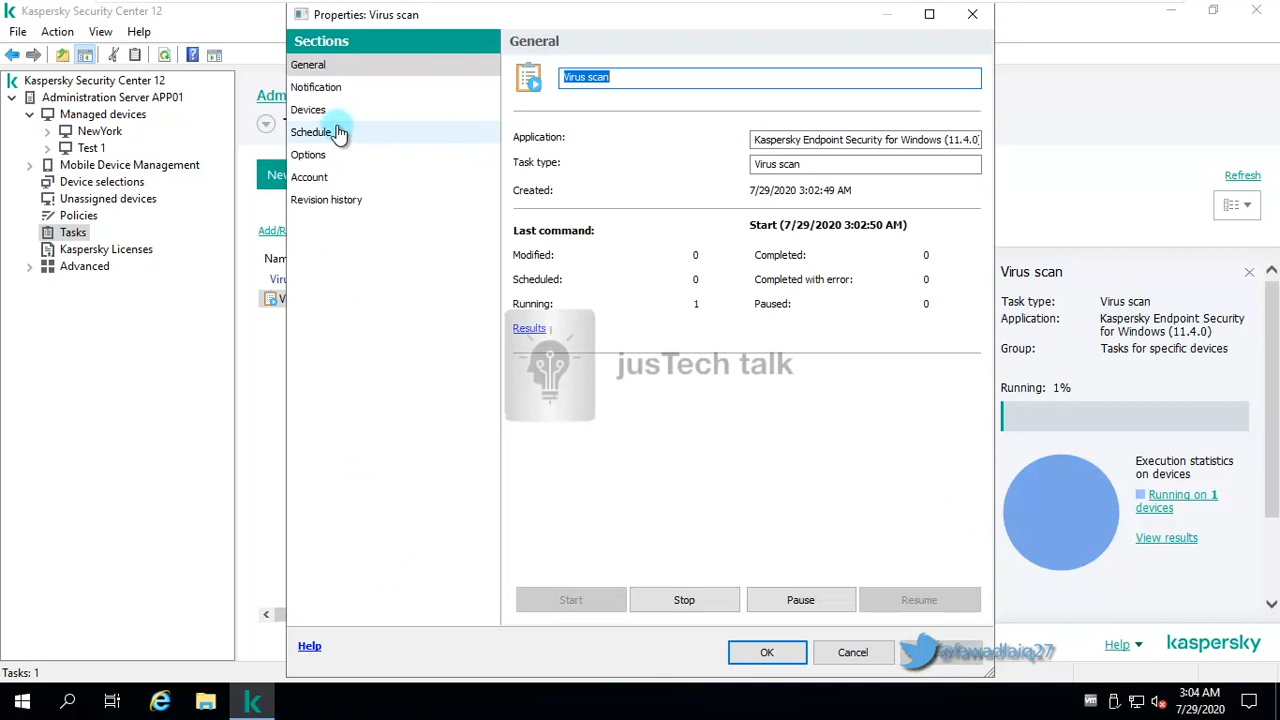 Kaspersky Security Center 12
File Action View Help
Kaspersky Security Center 12
Administration Server APP01
Managed devices
NewYork
Test 1
Mobile Device Management
Device selections
Unassigned devices
Policies
Tasks
Kaspersky Licenses
Advanced
Tasks: 1
Properties: Virus scan
Sections
General
Notification
Devices
Schedule
Options
Account
Revision history
Help
General
Virus scan
Application: Kaspersky Endpoint Security for Windows (11.4.0)
Task type: Virus scan
Created: 7/29/2020 3:02:49 AM
Last command: Start (7/29/2020 3:02:50 AM)
Modified: 0 Completed: 0
Scheduled: 0 Completed with error: 0
Running: 1 Paused: 0
Results
jusTech talk
Start Stop Pause Resume
OK Cancel
@fawadlaiq27
Refresh
Virus scan
Task type: Virus scan
Application: Kaspersky Endpoint Security
for Windows (11.4.0)
Group: Tasks for specific devices
Running: 1%
Execution statistics
on devices
Running on 1
devices
View results
Help
kaspersky
3:04 AM
7/29/2020